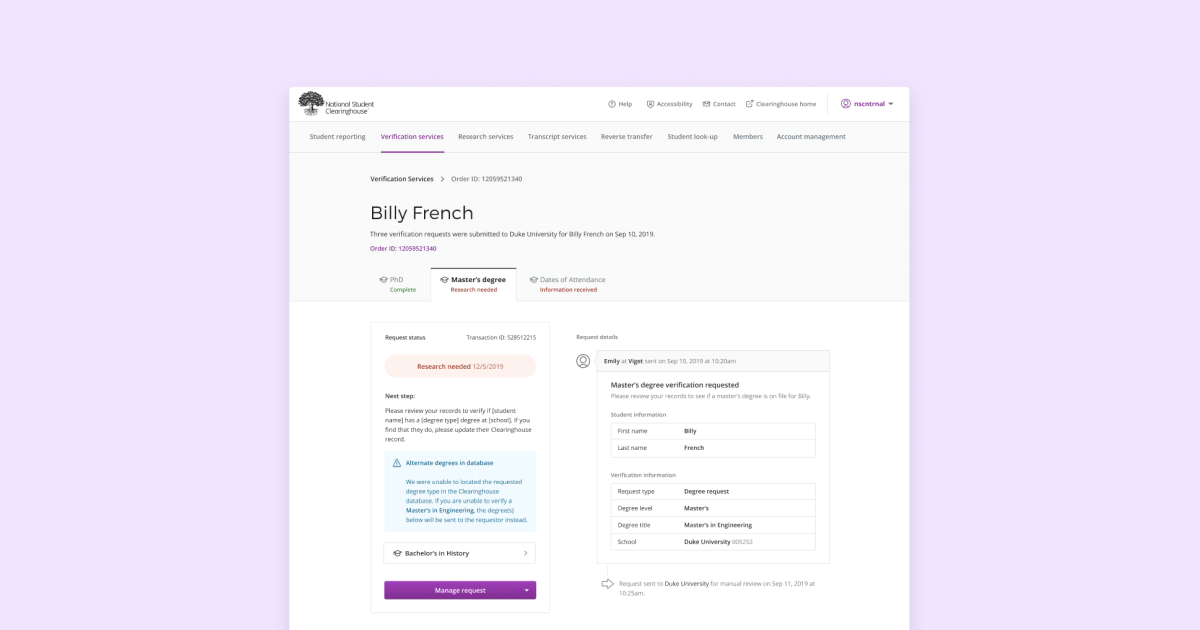 National Student
Clearinghouse
Help
Accessibility
Contact
Clearinghouse home
nscntrnal
Student reporting
Verification services
Research services
Transcript services
Reverse transfer
Student look-up
Members
Account management
Verification Services > Order ID: 12059521340
Billy French
Three verification requests were submitted to Duke University for Billy French on Sep 10, 2019.
Order ID: 12059521340
PhD
Complete
Master's degree
Research needed
Dates of Attendance
Information received
Request status
Transaction ID: 528512215
Research needed 12/5/2019
Next step:
Please review your records to verify if [student
name] has a [degree type] degree at [school]. If you
find that they do, please update their Clearinghouse
record.
Alternate degrees in database
We were unable to located the requested
degree type in the Clearinghouse
database. If you are unable to verify a
Master's in Engineering, the degree(s)
below will be sent to the requestor instead.
Bachelor's in History
Manage request
Request details
Emily at Viget sent on Sep 10, 2019 at 10:20am
Master's degree verification requested
Please review your records to see if a master's degree is on file for Billy.
Student information
First name Billy
Last name French
Verification information
Request type Degree request
Degree level Master's
Degree title Master's in Engineering
School Duke University 005252
Request sent to Duke University for manual review on Sep 11, 2019 at
10:25am.